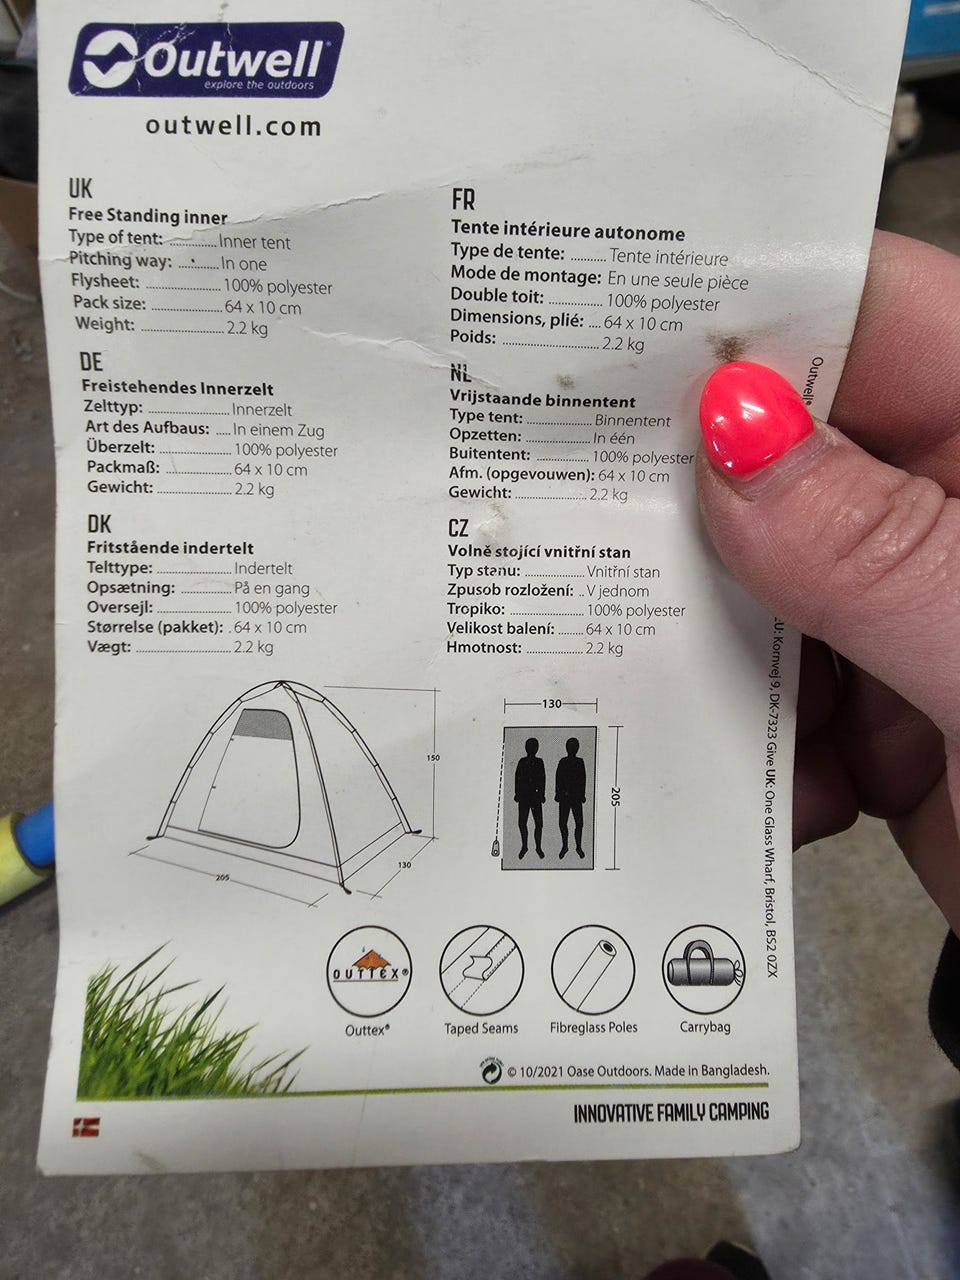 Outwell®
explore the outdoors
outwell.com
UK
Free Standing inner
Type of tent: ............ Inner tent
Pitching way: ......... In one
Flysheet: .................... 100% polyester
Pack size: ................... 64 x 10 cm
Weight: ...................... 2.2 kg
DE
Freistehendes Innerzelt
Zelttyp: ..................... Innerzelt
Art des Aufbaus: .... In einem Zug
Überzelt: ................... 100% polyester
Packmaß: .................. 64 x 10 cm
Gewicht: .................... 2.2 kg
DK
Fritstående indertelt
Telttype: .................... Indertelt
Opsætning: .............. På en gang
Oversejl: .................... 100% polyester
Størrelse (pakket): . 64 x 10 cm
Vægt: ......................... 2.2 kg
FR
Tente intérieure autonome
Type de tente: .......... Tente intérieure
Mode de montage: En une seule pièce
Double toit: ............... 100% polyester
Dimensions, plié: .... 64 x 10 cm
Poids: .......................... 2.2 kg
NL
Vrijstaande binnentent
Type tent: .................. Binnentent
Opzetten: .................. In één
Buitentent: ................ 100% polyester
Afm. (opgevouwen): 64 x 10 cm
Gewicht: .................... 2.2 kg
CZ
Volně stojící vnitřní stan
Typ stanu: ................. Vnitřní stan
Zpusob rozložení: .. V jednom
Tropiko: ..................... 100% polyester
Velikost balení: ........ 64 x 10 cm
Hmotnost: ................ 2.2 kg
150
130
205
130
205
OUTTEX®
Outtex®
Taped Seams
Fibreglass Poles
Carrybag
© 10/2021 Oase Outdoors. Made in Bangladesh.
INNOVATIVE FAMILY CAMPING
Outwell®
EU: Kornvej 9, DK-7323 Give UK: One Glass Wharf, Bristol, BS2 0ZX